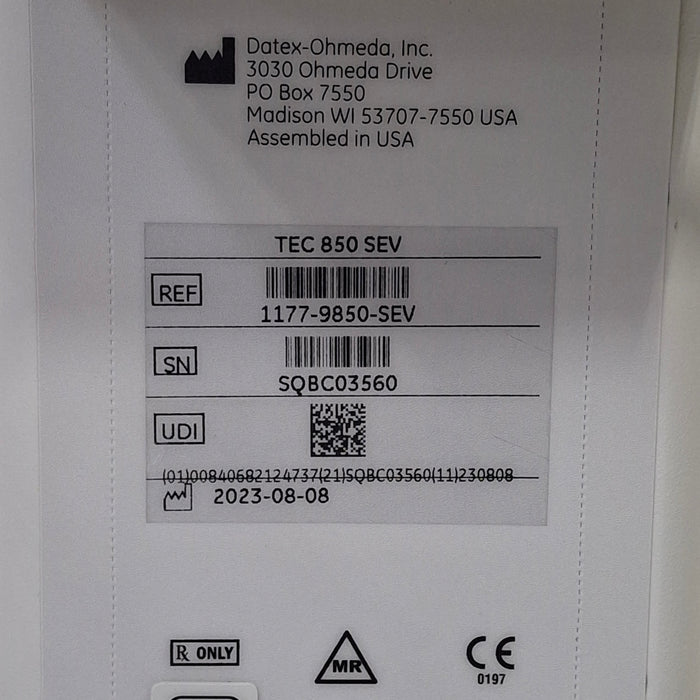 Datex-Ohmeda, Inc.
3030 Ohmeda Drive
PO Box 7550
Madison WI 53707-7550 USA
Assembled in USA
TEC 850 SEV
REF
1177-9850-SEV
SN
SQBC03560
UDI
(01)00840682124737(21)SQBC03560(11)230808
2023-08-08
Rx ONLY
MR
CE
0197